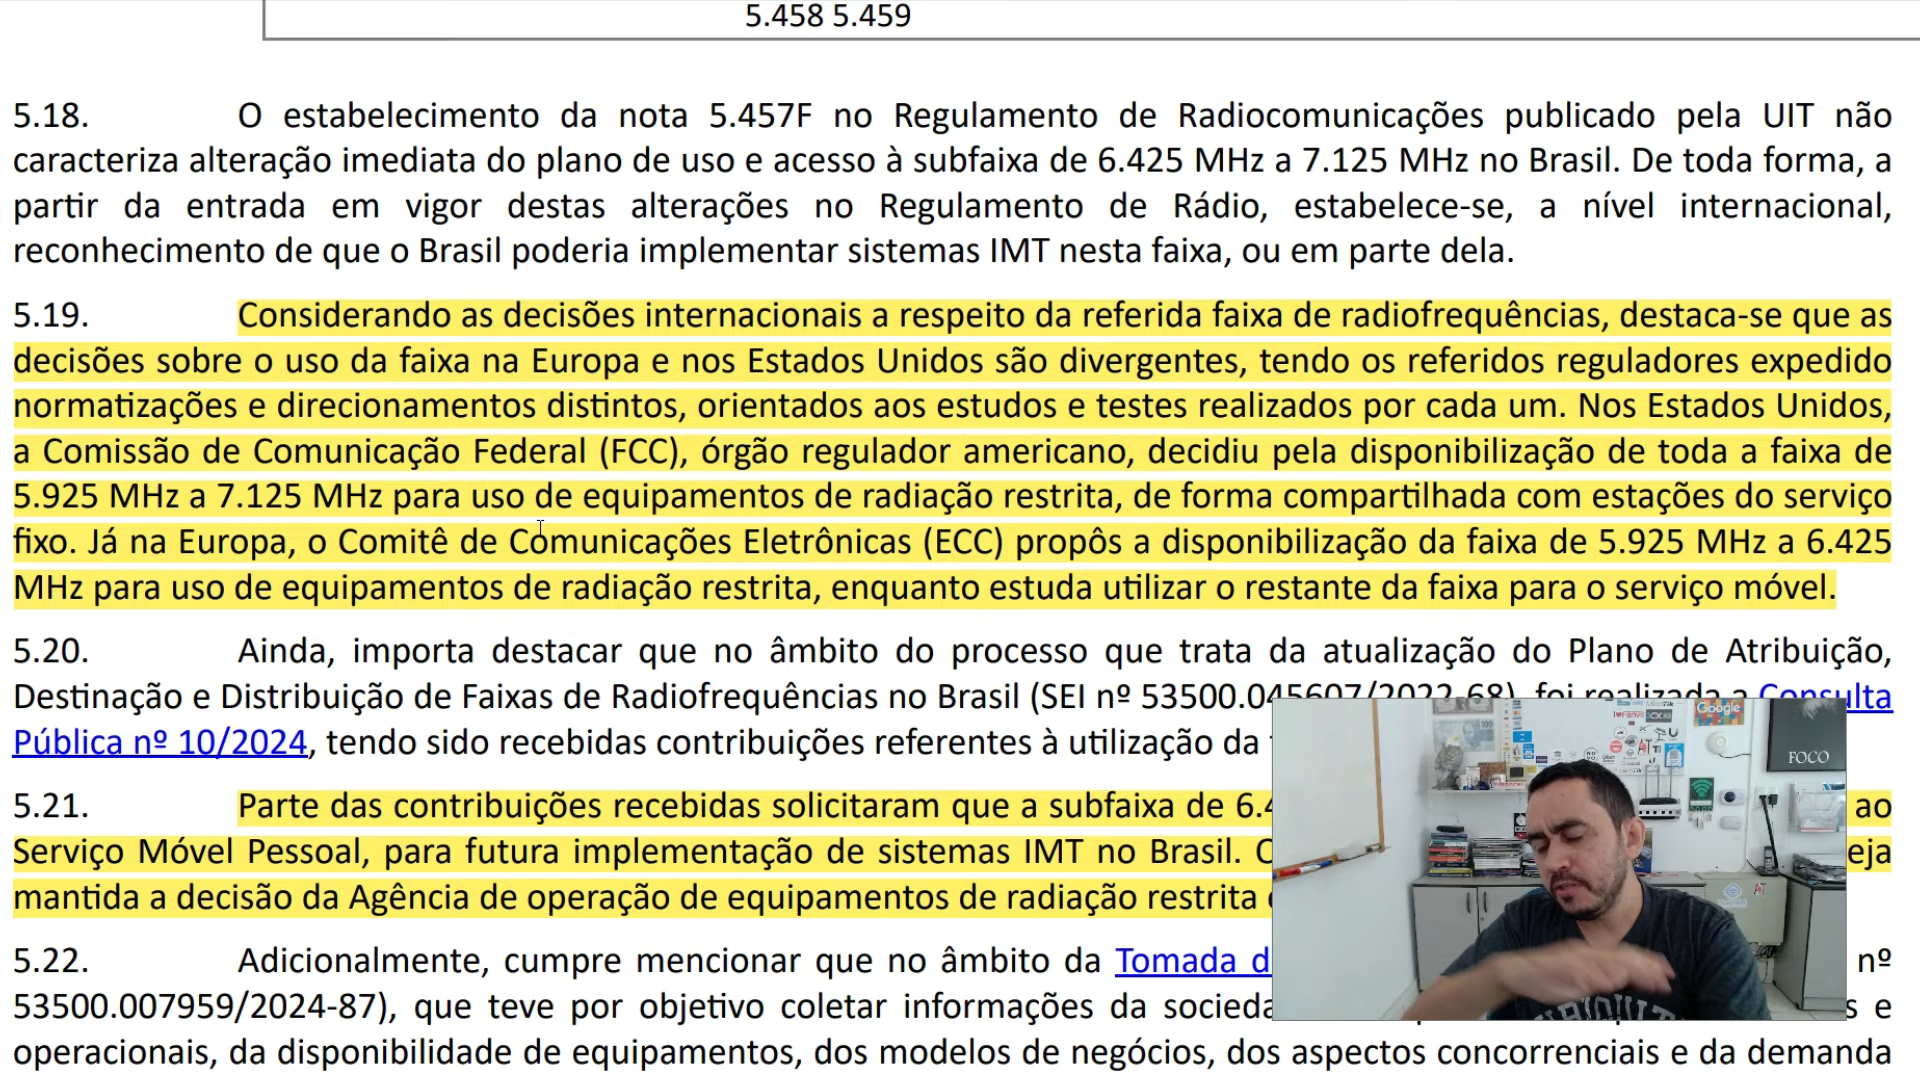 5.458 5.459
5.18. O estabelecimento da nota 5.457F no Regulamento de Radiocomunicações publicado pela UIT não
caracteriza alteração imediata do plano de uso e acesso à subfaixa de 6.425 MHz a 7.125 MHz no Brasil. De toda forma, a
partir da entrada em vigor destas alterações no Regulamento de Rádio, estabelece-se, a nível internacional,
reconhecimento de que o Brasil poderia implementar sistemas IMT nesta faixa, ou em parte dela.
5.19. Considerando as decisões internacionais a respeito da referida faixa de radiofrequências, destaca-se que as
decisões sobre o uso da faixa na Europa e nos Estados Unidos são divergentes, tendo os referidos reguladores expedido
normatizações e direcionamentos distintos, orientados aos estudos e testes realizados por cada um. Nos Estados Unidos,
a Comissão de Comunicação Federal (FCC), órgão regulador americano, decidiu pela disponibilização de toda a faixa de
5.925 MHz a 7.125 MHz para uso de equipamentos de radiação restrita, de forma compartilhada com estações do serviço
fixo. Já na Europa, o Comitê de Comunicações Eletrônicas (ECC) propôs a disponibilização da faixa de 5.925 MHz a 6.425
MHz para uso de equipamentos de radiação restrita, enquanto estuda utilizar o restante da faixa para o serviço móvel.
5.20. Ainda, importa destacar que no âmbito do processo que trata da atualização do Plano de Atribuição,
Destinação e Distribuição de Faixas de Radiofrequências no Brasil (SEI nº 53500.045607/2022-68), foi realizada a Consulta
Pública nº 10/2024, tendo sido recebidas contribuições referentes à utilização da
5.21. Parte das contribuições recebidas solicitaram que a subfaixa de 6.4 ao
Serviço Móvel Pessoal, para futura implementação de sistemas IMT no Brasil. eja
mantida a decisão da Agência de operação de equipamentos de radiação restrita
5.22. Adicionalmente, cumpre mencionar que no âmbito da Tomada d nº
53500.007959/2024-87), que teve por objetivo coletar informações da socieda s e
operacionais, da disponibilidade de equipamentos, dos modelos de negócios, dos aspectos concorrenciais e da demanda
Google
FOCO